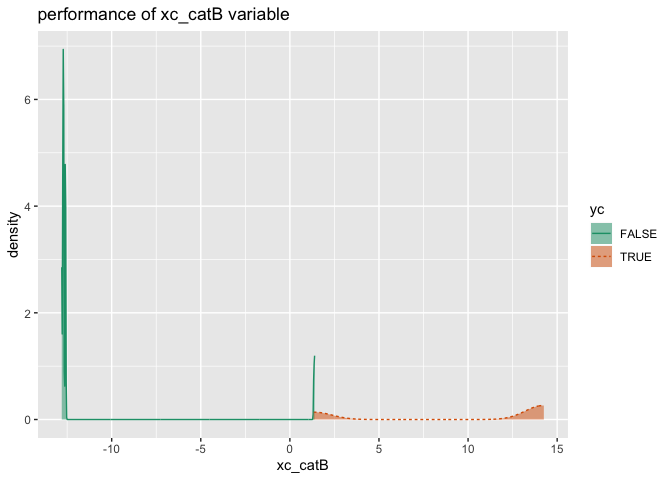 performance of xc_catB variable
density
6
4
2
0
-10
-5
0
5
10
15
xc_catB
yc
FALSE
TRUE